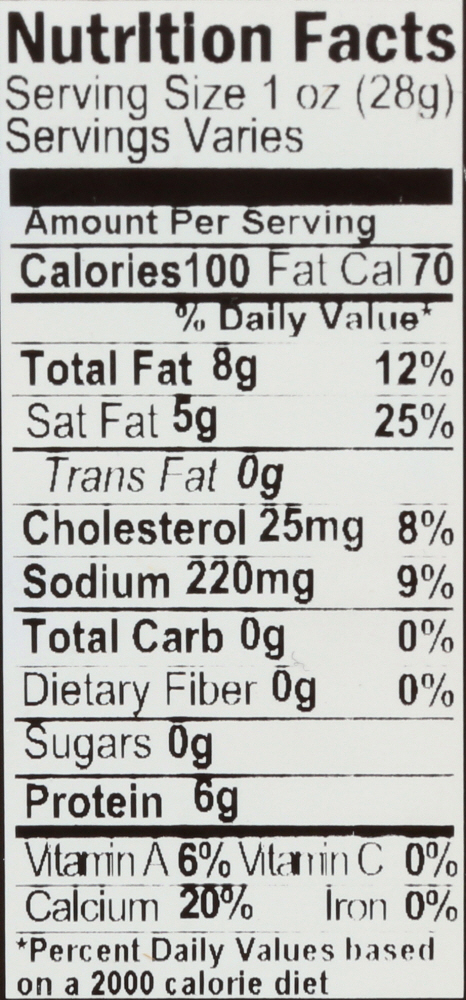 Nutrition Facts
Serving Size 1 oz (28g)
Servings Varies
Amount Per Serving
Calories100 Fat Cal 70
% Daily Value*
Total Fat 8g 12%
Sat Fat 5g 25%
Trans Fat 0g
Cholesterol 25mg 8%
Sodium 220mg 9%
Total Carb 0g 0%
Dietary Fiber 0g 0%
Sugars 0g
Protein 6g
Vitamin A 6% Vitamin C 0%
Calcium 20% Iron 0%
*Percent Daily Values based
on a 2000 calorie diet